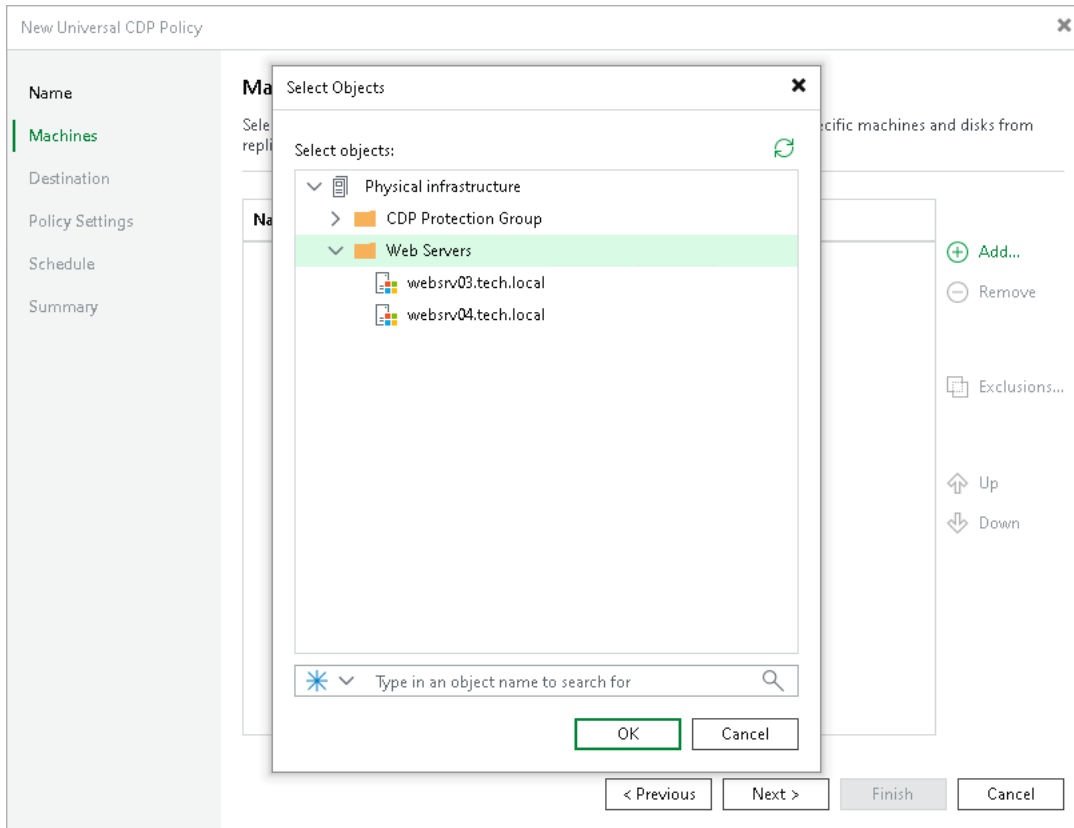 New Universal CDP Policy
Name
Machines
Destination
Policy Settings
Schedule
Summary
Ma
Sele
repli
ecific machines and disks from
Na
Select Objects
Select objects:
Physical infrastructure
CDP Protection Group
Web Servers
websrv03.tech.local
websrv04.tech.local
Type in an object name to search for
OK
Cancel
Add...
Remove
Exclusions...
Up
Down
< Previous
Next >
Finish
Cancel